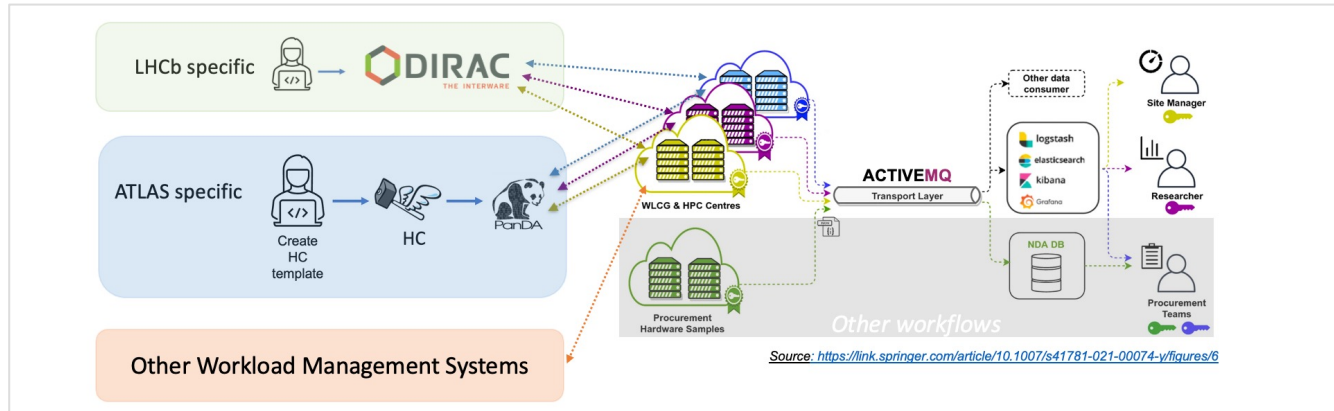 LHCb specific
</>
DIRAC
THE INTERWARE
ATLAS specific
</>
Create
HC
template
HC
PanDA
Other Workload Management Systems
WLCG & HPC Centres
Procurement
Hardware Samples
ACTIVEMQ
Transport Layer
{}
Other data
consumer
logstash
elasticsearch
kibana
Grafana
NDA DB
Site Manager
Researcher
Procurement
Teams
Other workflows
Source: https://link.springer.com/article/10.1007/s41781-021-00074-y/figures/6